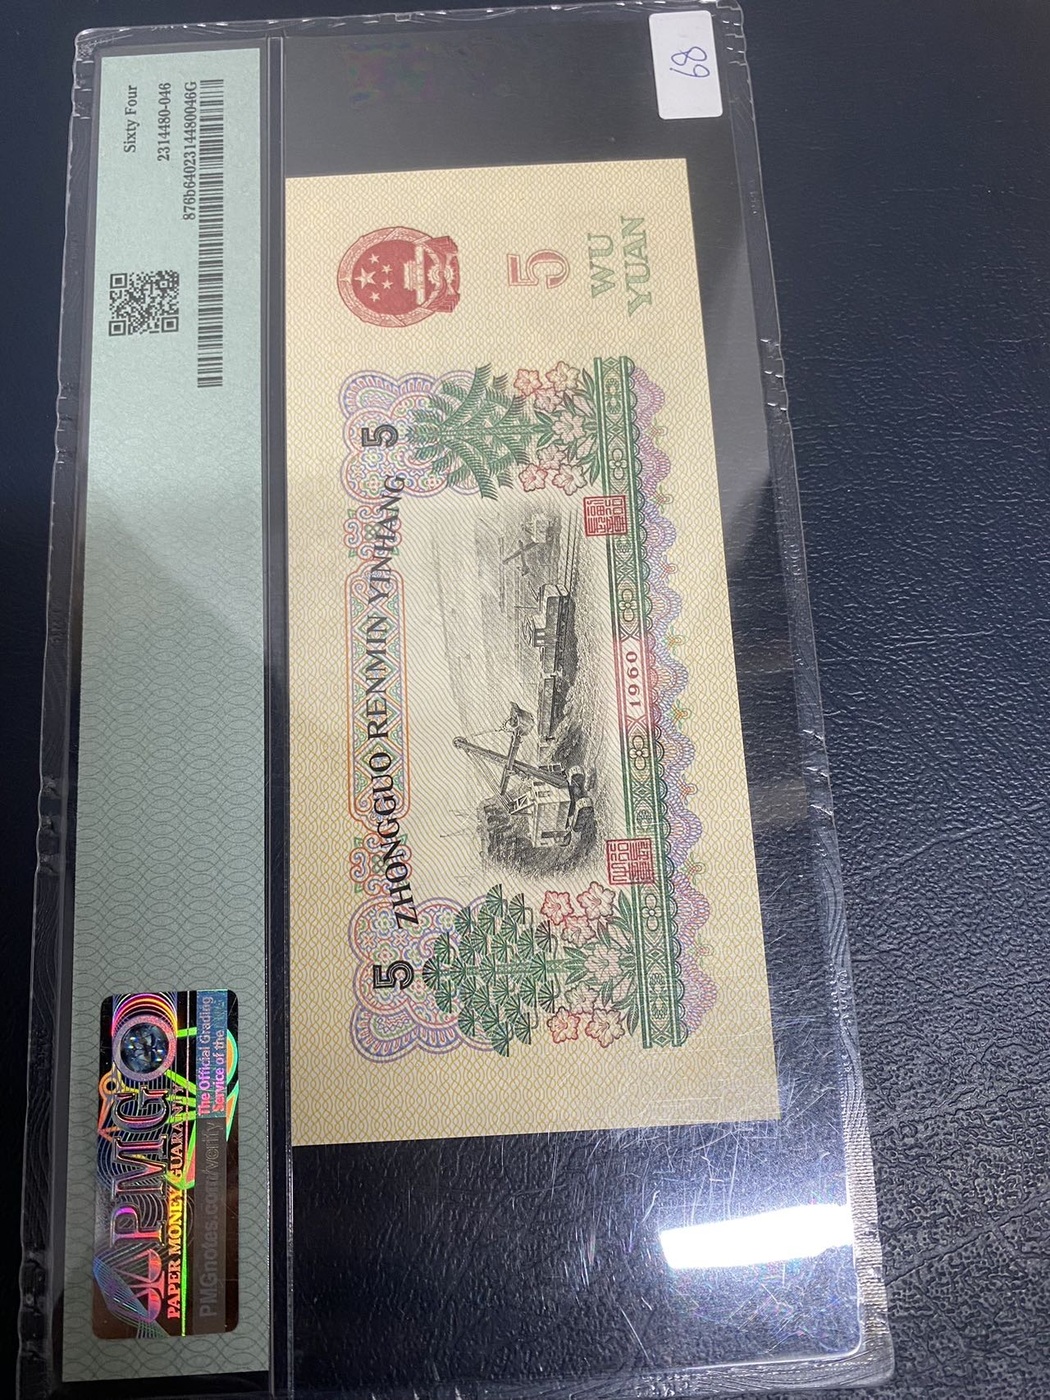 68
Sixty Four
2314480-046
876b6402314480046G
PMG
PAPER MONEY GUARANTY
The Official Grading
Service of the
PMGnotes.com/verify
5 ZHONGGUO RENMIN YINHANG 5
5
WU
YUAN
1960